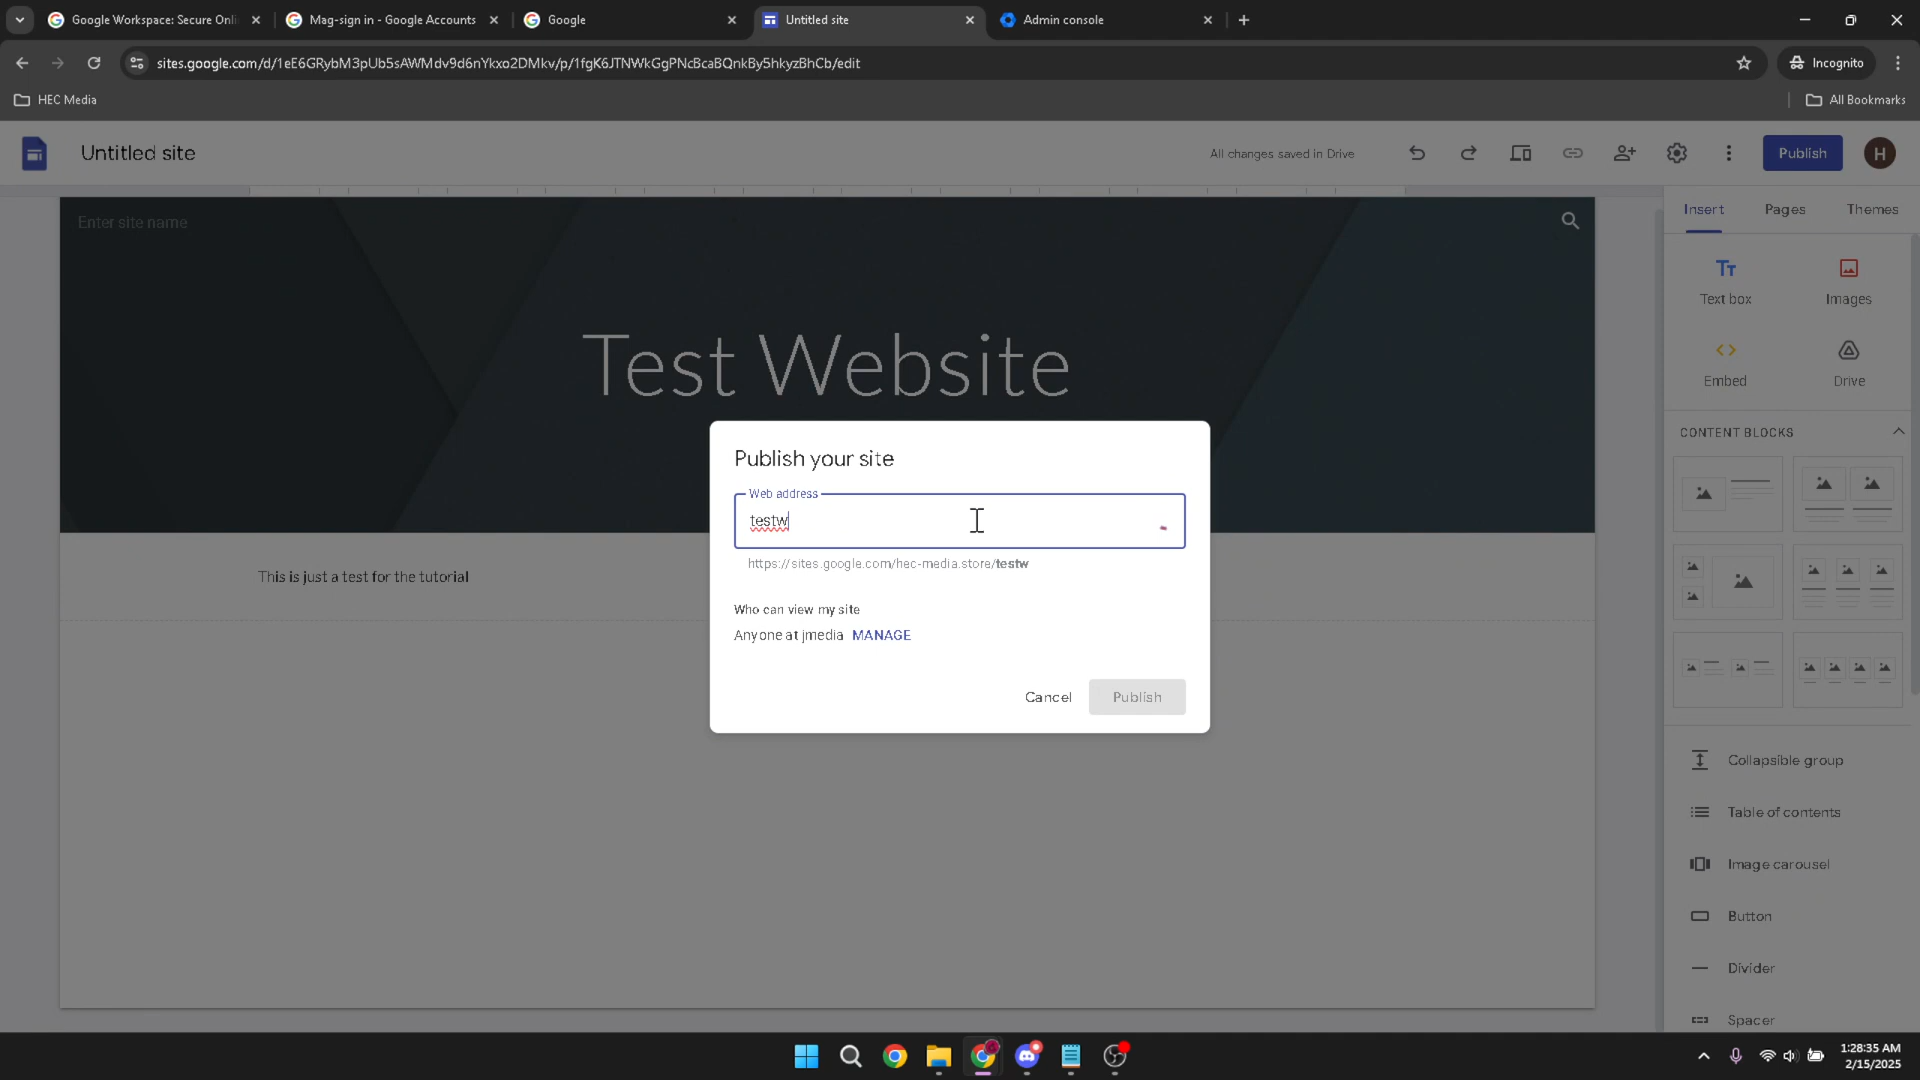 Google Workspace: Secure Onli
Mag-sign in - Google Accounts
Google
Untitled site
Admin console
sites.google.com/d/1eE6GRybM3pUb5sAWMdv9d6nYkxo2DMkv/p/1fgK6JTNWkGgPNcBcaBQnkBy5hkyzBhCb/edit
Incognito
HEC Media
All Bookmarks
Untitled site
All changes saved in Drive
Publish
H
Enter site name
Insert
Pages
Themes
Test Website
Text box
Images
Embed
Drive
CONTENT BLOCKS
Publish your site
Web address
testw
https://sites.google.com/hec-media.store/testw
This is just a test for the tutorial
Who can view my site
Anyone at jmedia MANAGE
Cancel
Publish
Collapsible group
Table of contents
Image carousel
Button
Divider
Spacer
1:28:35 AM
2/15/2025